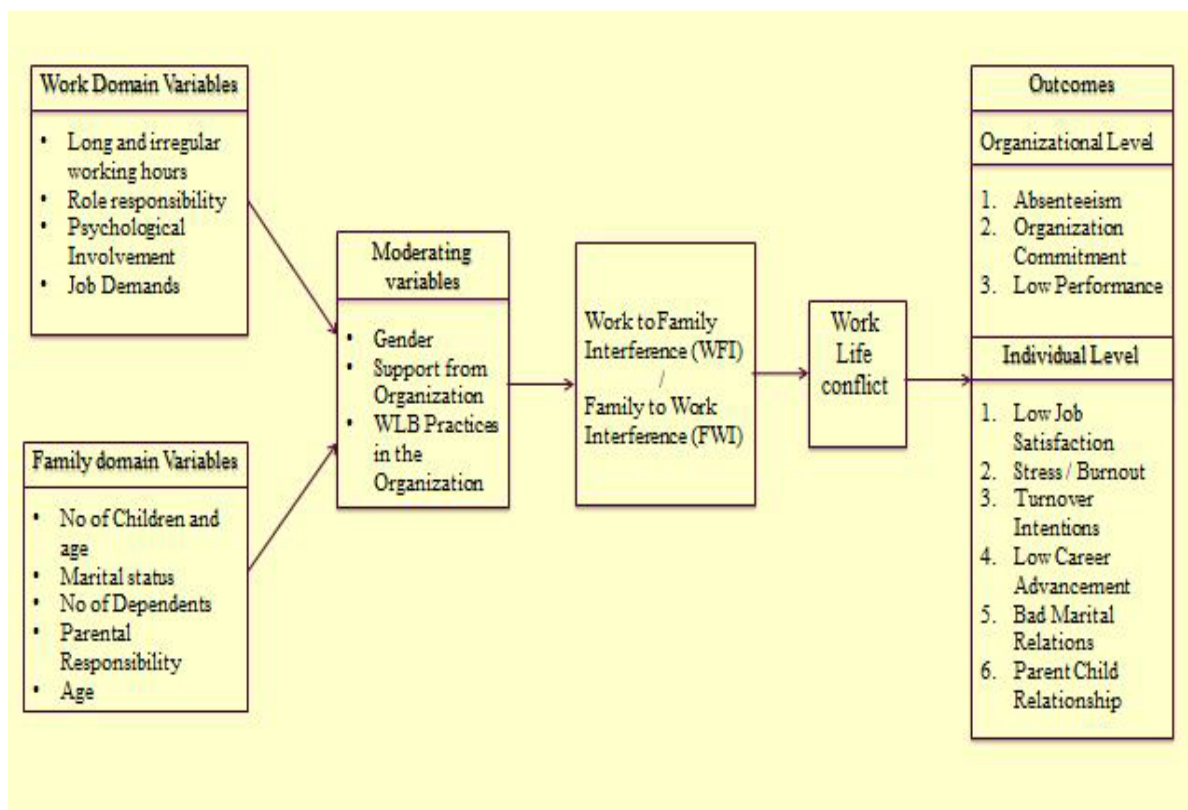 Work Domain Variables
• Long and irregular
working hours
• Role responsibility
• Psychological
Involvement
• Job Demands
Family domain Variables
• No of Children and
age
• Marital status
• No of Dependents
• Parental
Responsibility
• Age
Moderating
variables
• Gender
• Support from
Organization
• WLB Practices
in the
Organization
Work to Family
Interference (WFI)
/
Family to Work
Interference (FWI)
Work
Life
conflict
Outcomes
Organizational Level
1. Absenteeism
2. Organization
Commitment
3. Low Performance
Individual Level
1. Low Job
Satisfaction
2. Stress / Burnout
3. Turnover
Intentions
4. Low Career
Advancement
5. Bad Marital
Relations
6. Parent Child
Relationship